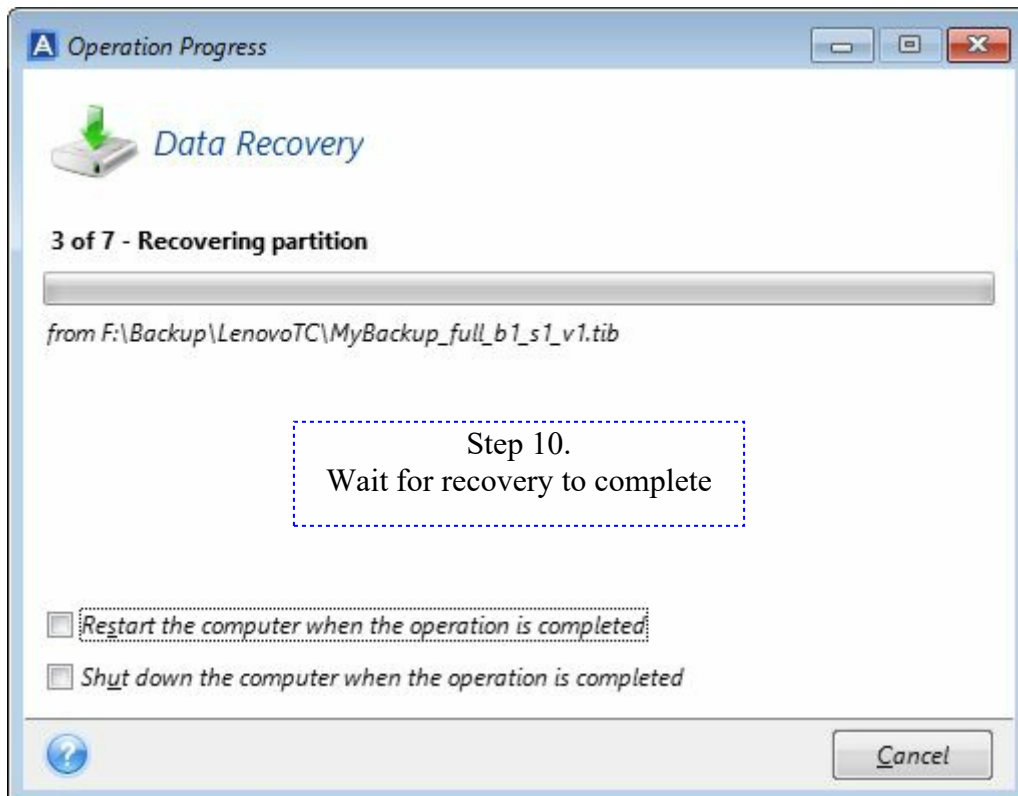 A Operation Progress
Data Recovery
3 of 7 - Recovering partition
from F:\Backup\LenovoTC\MyBackup_full_b1_s1_v1.tib
Step 10.
Wait for recovery to complete
Restart the computer when the operation is completed
Shut down the computer when the operation is completed
? Cancel